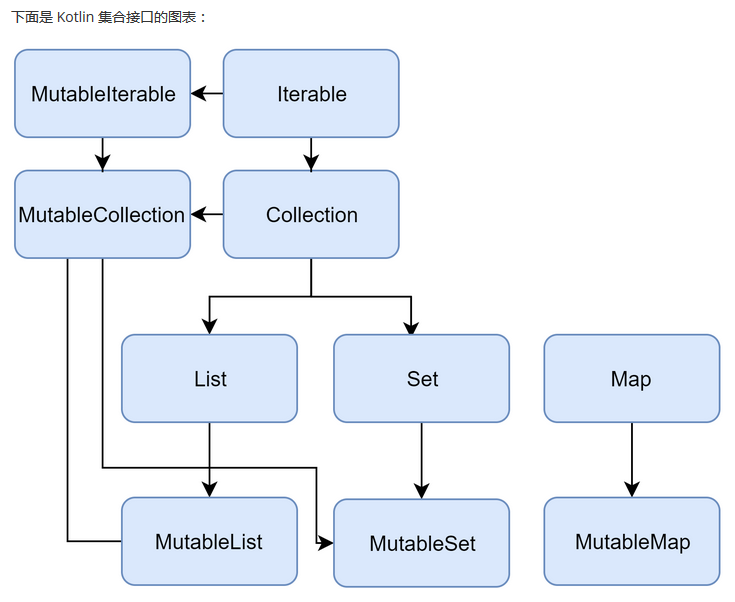 下面是 Kotlin 集合接口的图表：
MutableIterable
Iterable
MutableCollection
Collection
List
Set
Map
MutableList
MutableSet
MutableMap